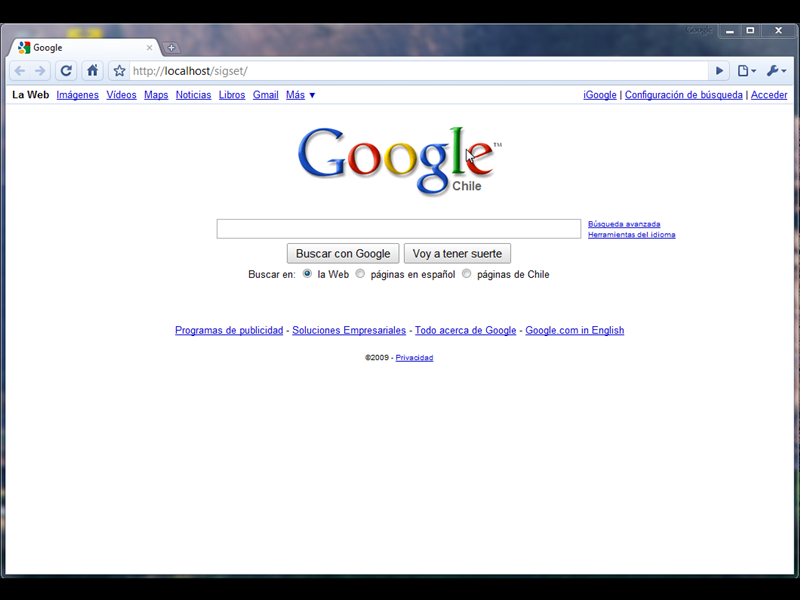 Google
Google
http://localhost/sigset/
La Web Imágenes Vídeos Maps Noticias Libros Gmail Más ▼
iGoogle | Configuración de búsqueda | Acceder
Google™
Chile
Búsqueda avanzada
Herramientas del idioma
Buscar con Google Voy a tener suerte
Buscar en: la Web páginas en español páginas de Chile
Programas de publicidad - Soluciones Empresariales - Todo acerca de Google - Google.com in English
©2009 - Privacidad